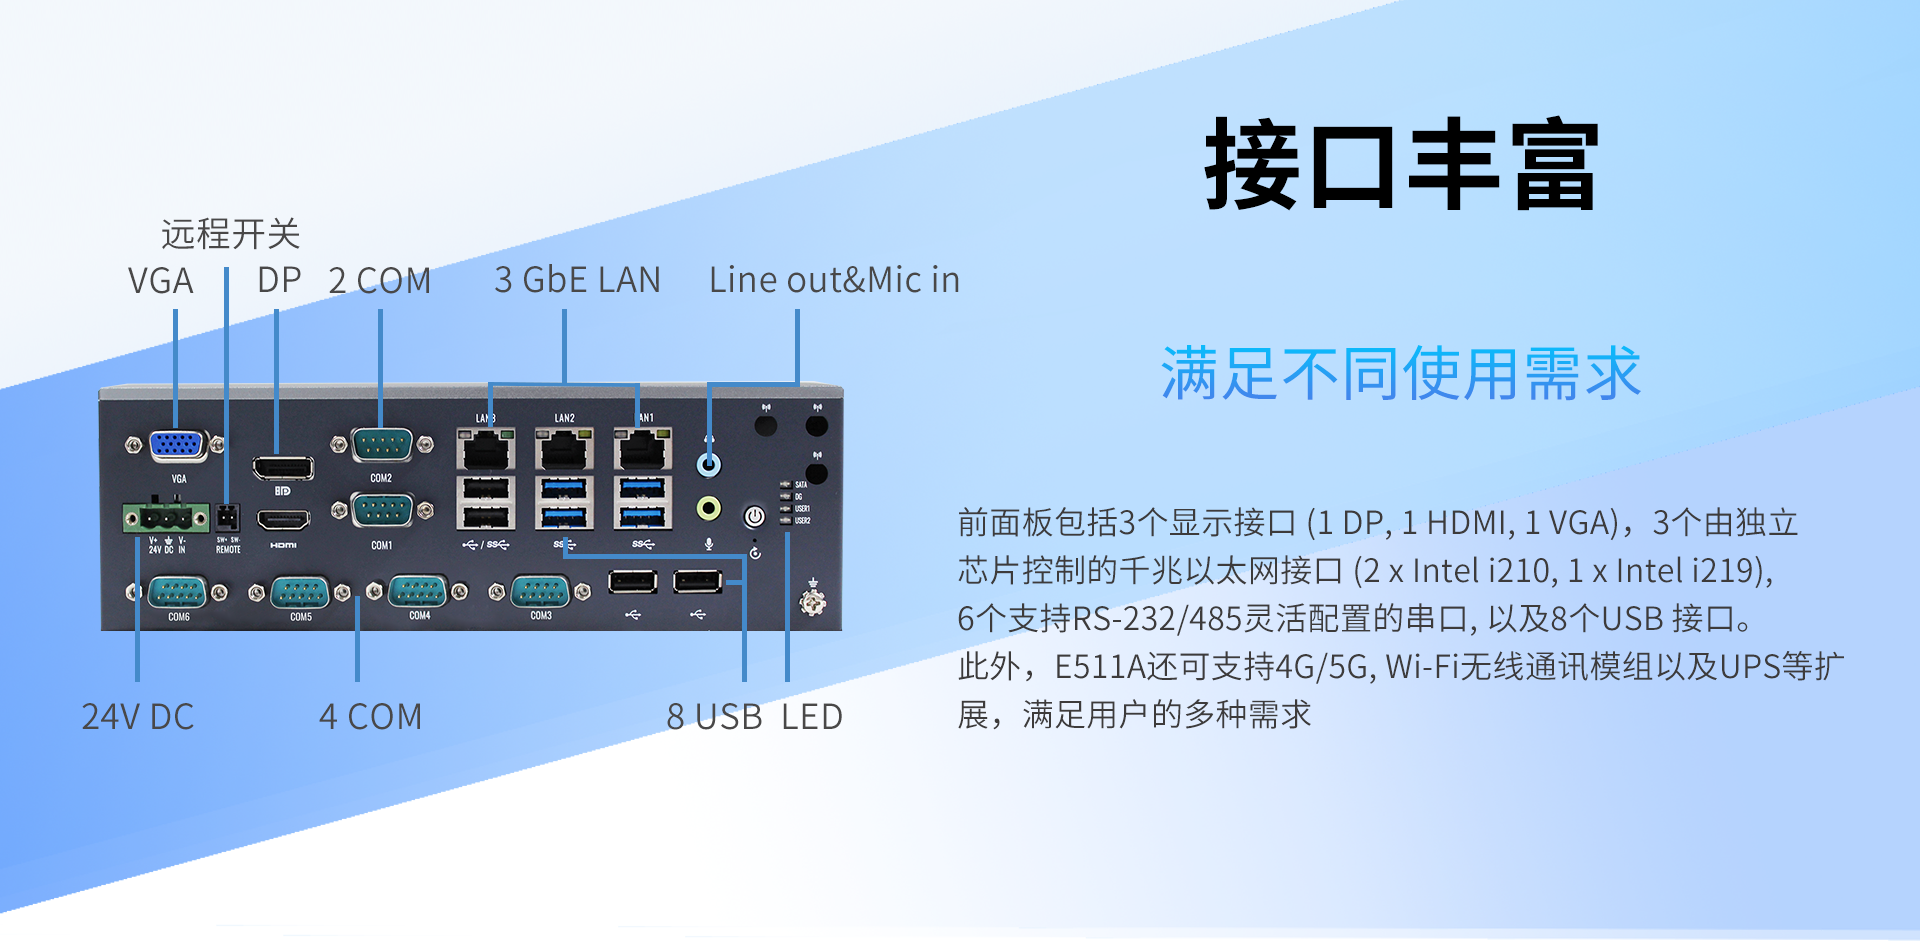 接口丰富
满足不同使用需求
远程开关
VGA DP 2 COM 3 GbE LAN Line out&Mic in
LAN3 LAN2 LAN1
VGA
COM2
SATA
DG
USER1
USER2
V+ V-
24V DC IN
SW+ SW-
REMOTE
HDMI
COM1
SS
SS
SS
COM6 COM5 COM4 COM3
24V DC 4 COM 8 USB LED
前面板包括3个显示接口 (1 DP, 1 HDMI, 1 VGA)，3个由独立
芯片控制的千兆以太网接口 (2 x Intel i210, 1 x Intel i219),
6个支持RS-232/485灵活配置的串口, 以及8个USB 接口。
此外，E511A还可支持4G/5G, Wi-Fi无线通讯模组以及UPS等扩
展，满足用户的多种需求